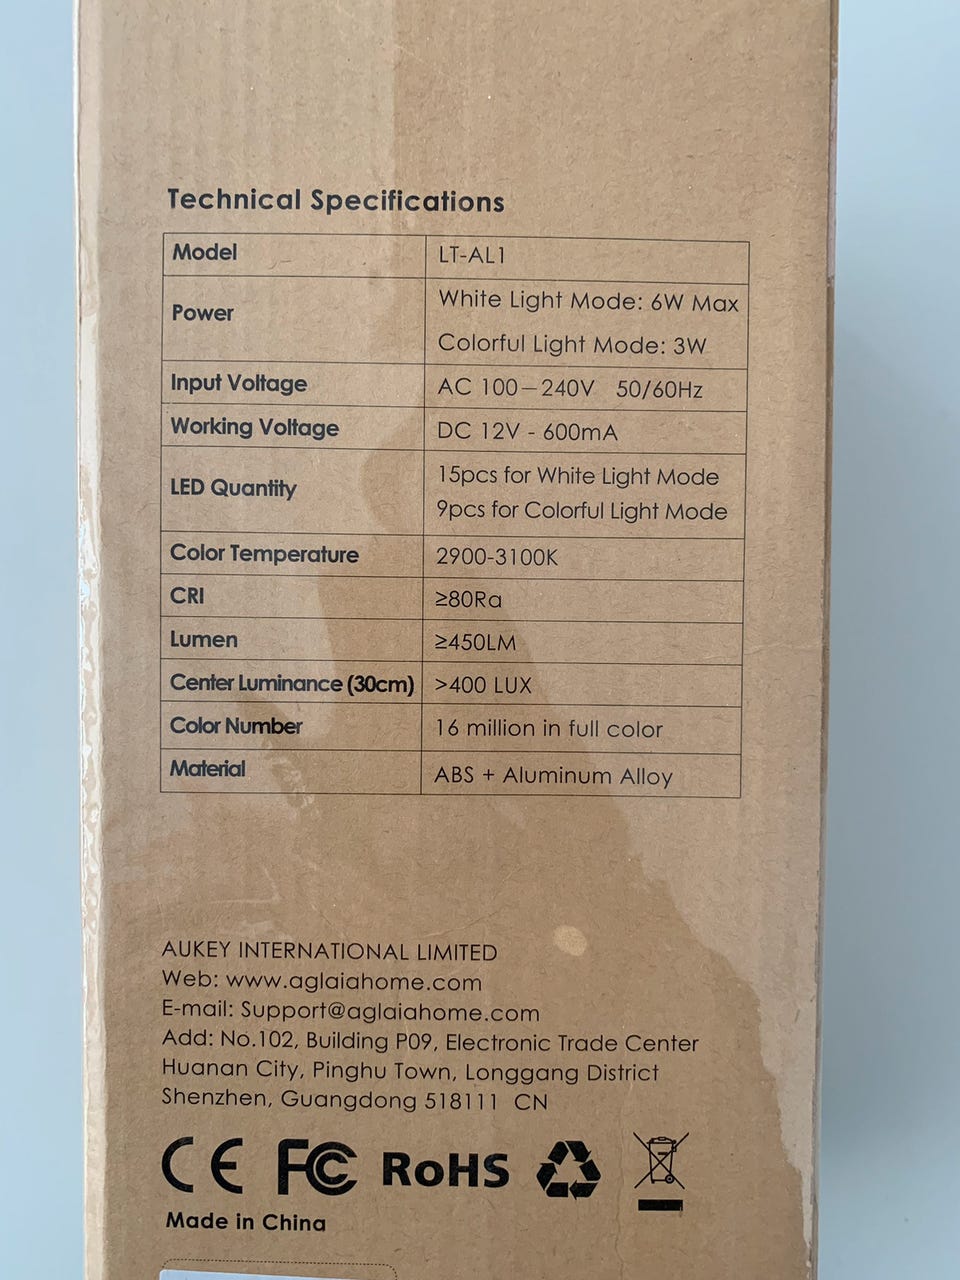 Technical Specifications
Model LT-AL1
Power White Light Mode: 6W Max
Colorful Light Mode: 3W
Input Voltage AC 100—240V 50/60Hz
Working Voltage DC 12V - 600mA
LED Quantity 15pcs for White Light Mode
9pcs for Colorful Light Mode
Color Temperature 2900-3100K
CRI ≥80Ra
Lumen ≥450LM
Center Luminance (30cm) >400 LUX
Color Number 16 million in full color
Material ABS + Aluminum Alloy
AUKEY INTERNATIONAL LIMITED
Web: www.aglaiahome.com
E-mail: Support@aglaiahome.com
Add: No.102, Building P09, Electronic Trade Center
Huanan City, Pinghu Town, Longgang District
Shenzhen, Guangdong 518111 CN
CE FC RoHS
Made in China